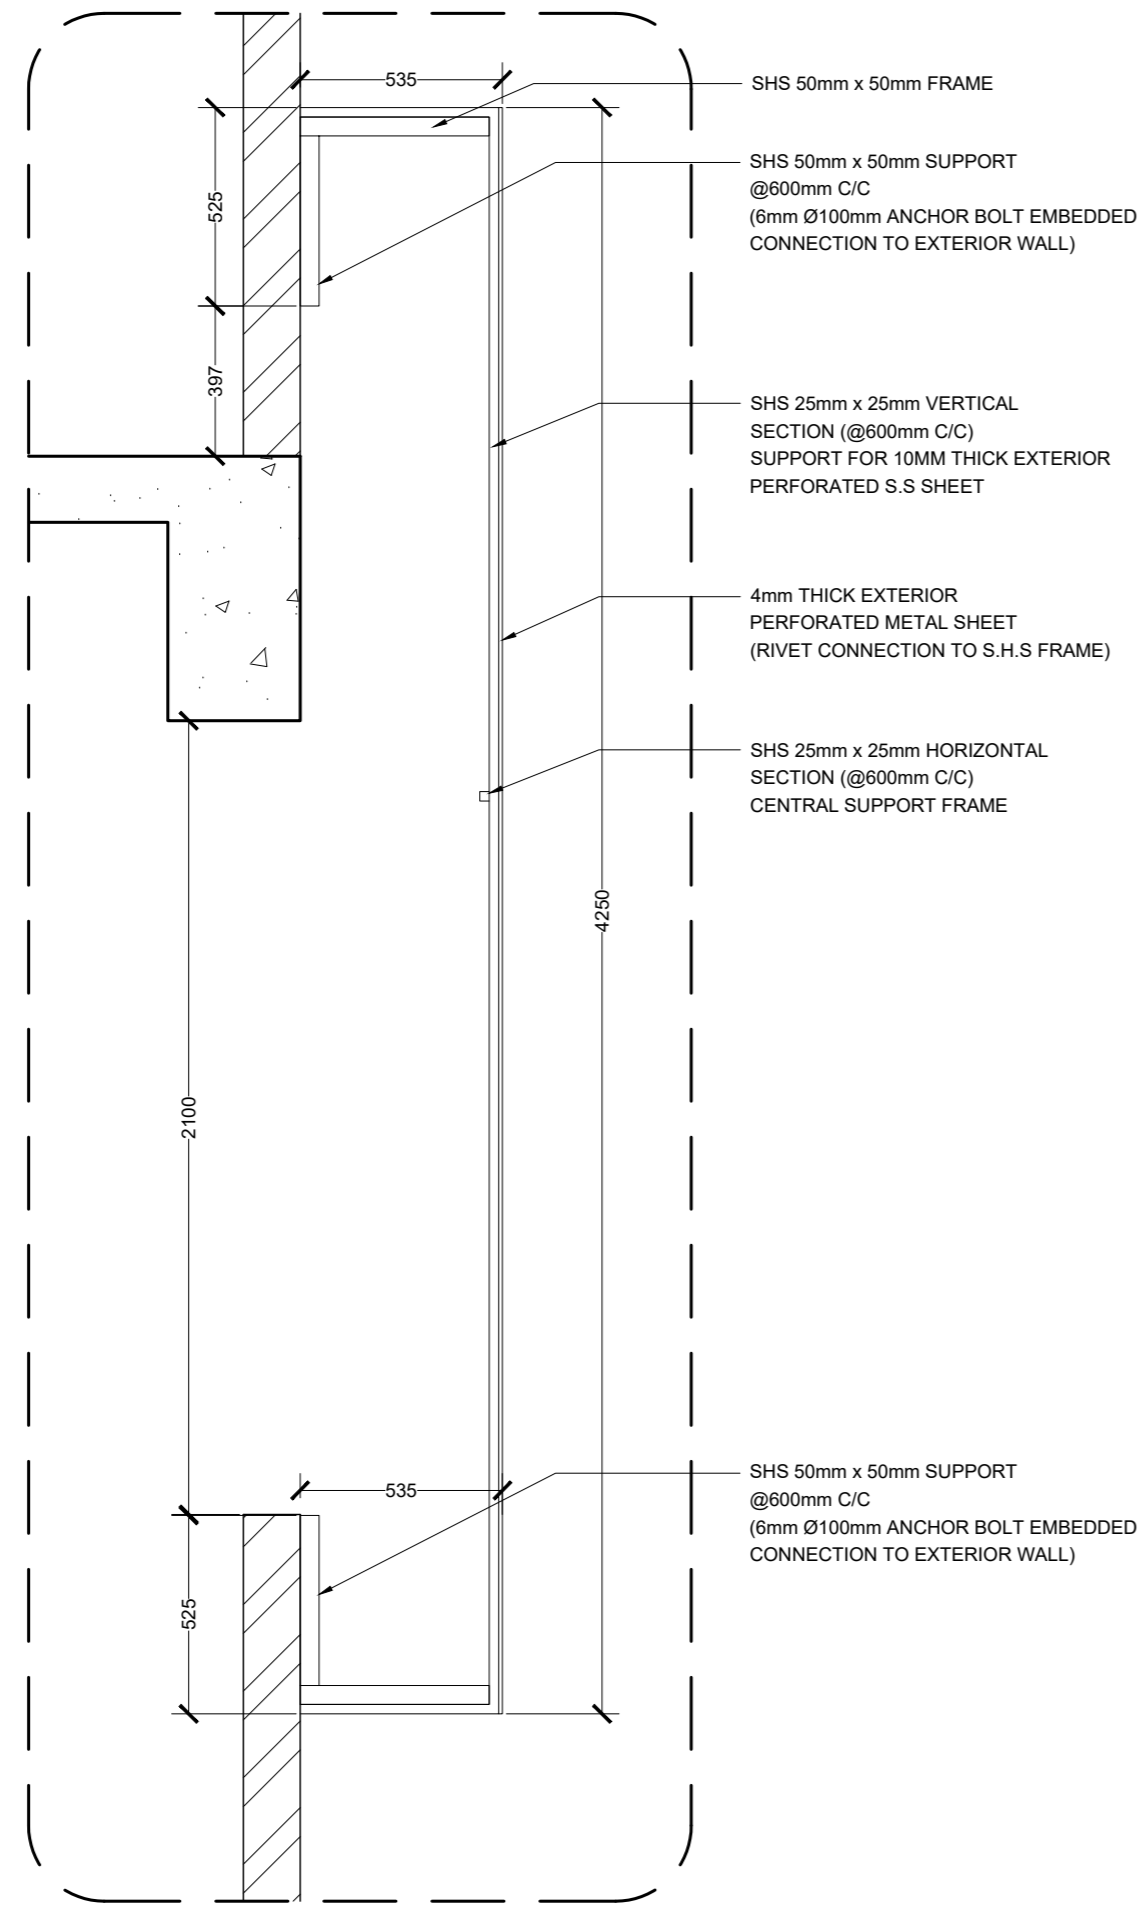 535
SHS 50mm x 50mm FRAME
SHS 50mm x 50mm SUPPORT
@600mm C/C
(6mm Ø100mm ANCHOR BOLT EMBEDDED
CONNECTION TO EXTERIOR WALL)
525
397
SHS 25mm x 25mm VERTICAL
SECTION (@600mm C/C)
SUPPORT FOR 10MM THICK EXTERIOR
PERFORATED S.S SHEET
4mm THICK EXTERIOR
PERFORATED METAL SHEET
(RIVET CONNECTION TO S.H.S FRAME)
SHS 25mm x 25mm HORIZONTAL
SECTION (@600mm C/C)
CENTRAL SUPPORT FRAME
4250
2100
535
SHS 50mm x 50mm SUPPORT
@600mm C/C
(6mm Ø100mm ANCHOR BOLT EMBEDDED
CONNECTION TO EXTERIOR WALL)
525